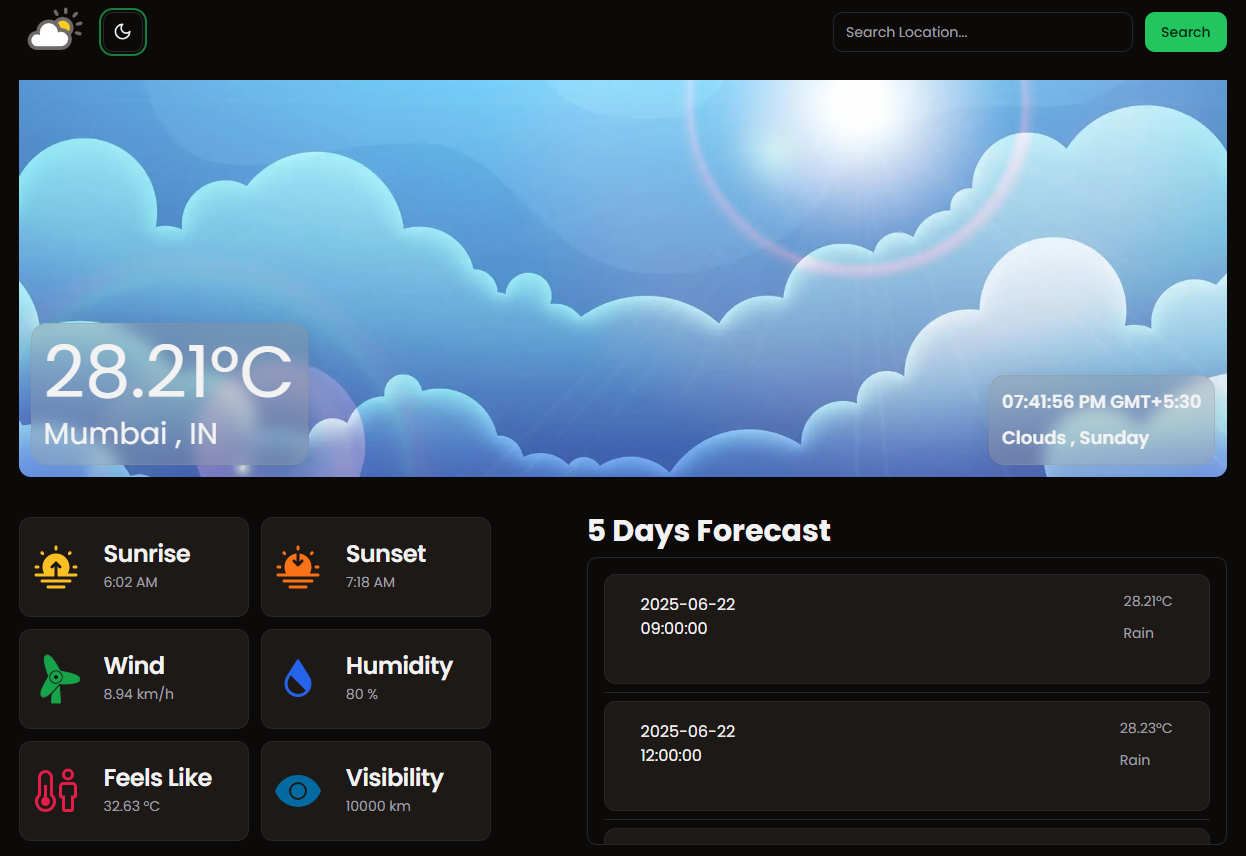 Search Location...
Search
28.21°C
Mumbai , IN
07:41:56 PM GMT+5:30
Clouds , Sunday
Sunrise
6:02 AM
Sunset
7:18 AM
Wind
8.94 km/h
Humidity
80 %
Feels Like
32.63 °C
Visibility
10000 km
5 Days Forecast
2025-06-22
09:00:00
28.21°C
Rain
2025-06-22
12:00:00
28.23°C
Rain